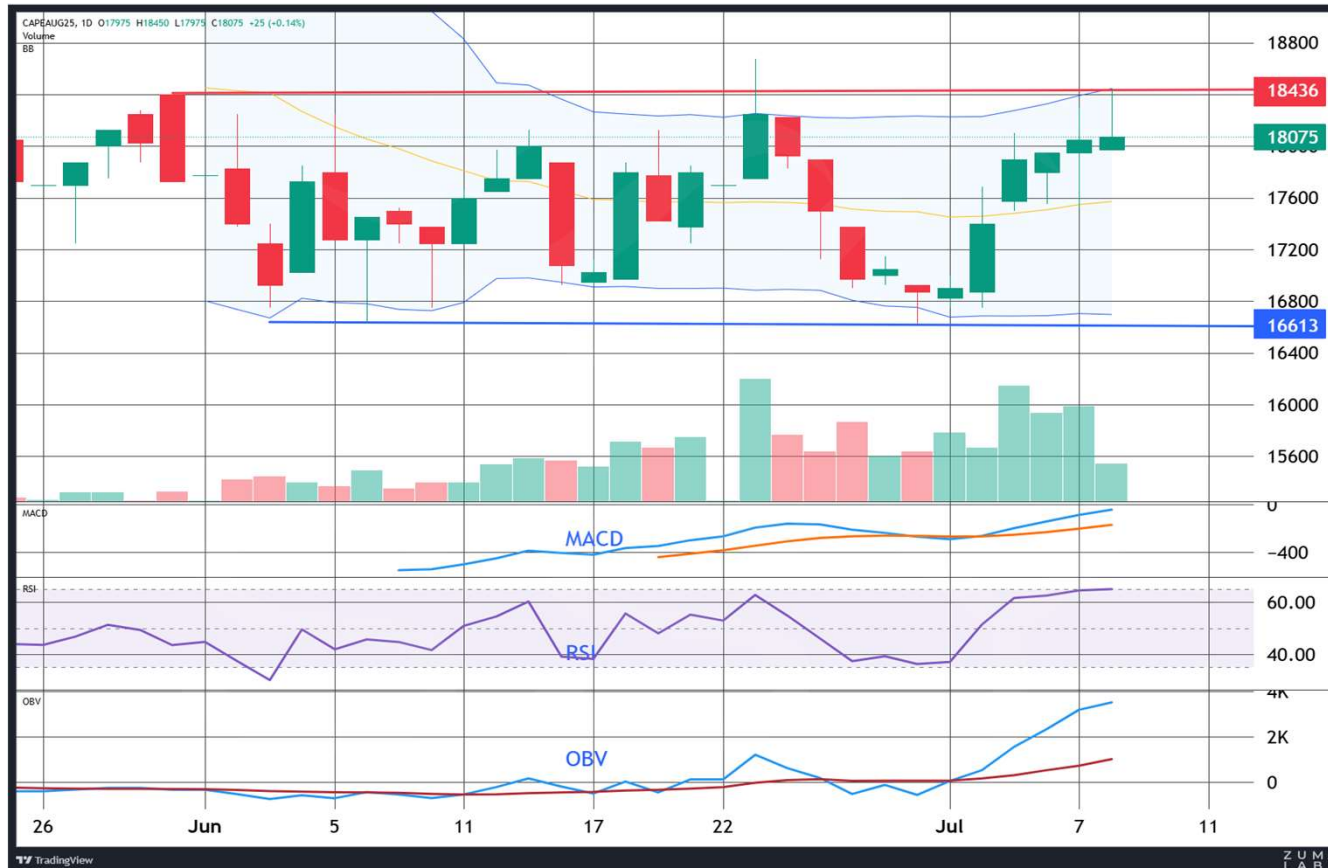 CAPEAUG25, 1D O17975 H18450 L17975 C18075 +25 (+0.14%)
Volume
BB
18800
18436
18075
18000
17600
17200
16800
16613
16400
16000
15600
MACD
MACD
0
−400
RSI
RSI
60.00
40.00
OBV
OBV
4K
2K
0
26 Jun 5 11 17 22 Jul 7 11
TradingView
ZUM
LAB